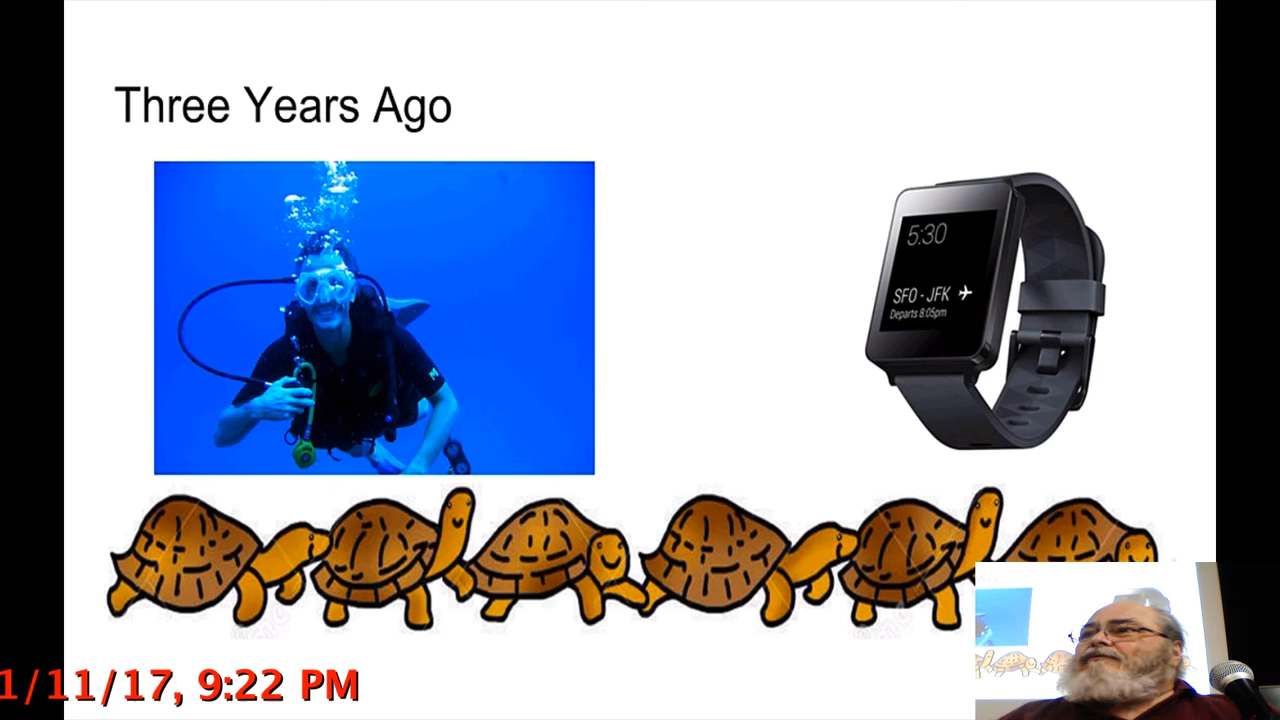 Three Years Ago
5:30
SFO - JFK
Departs 8:05pm
1/11/17, 9:22 PM